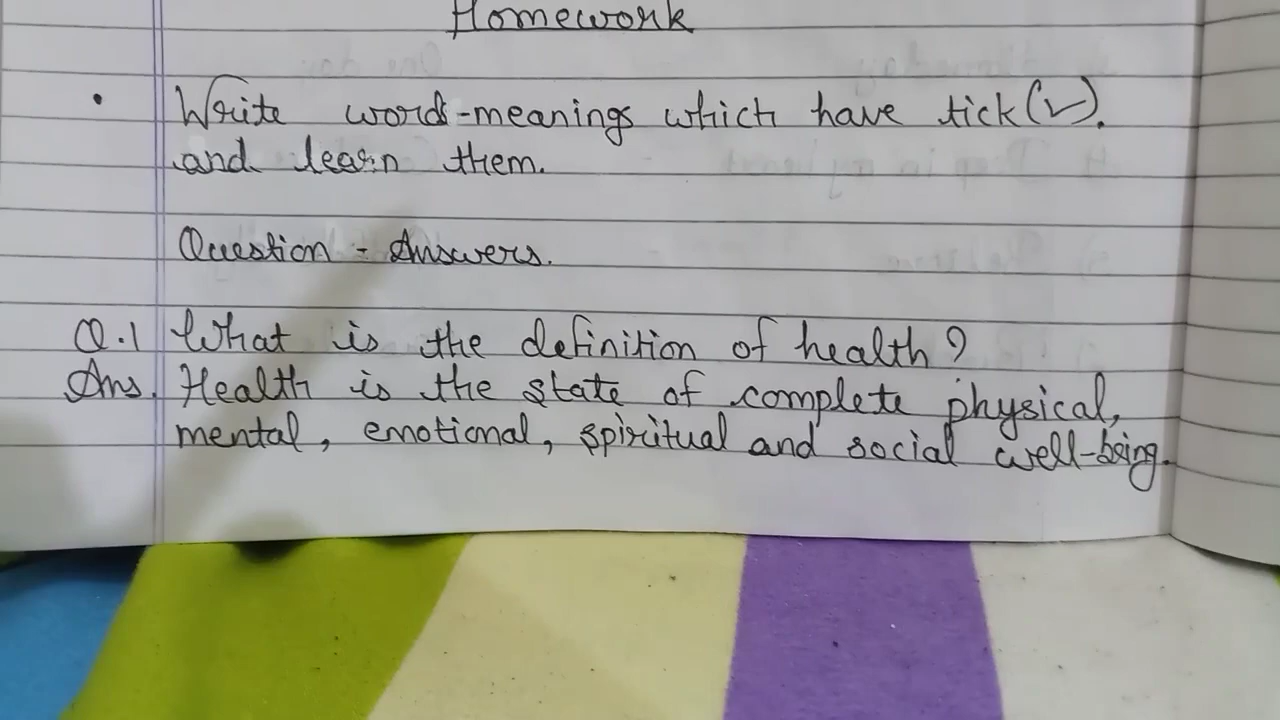 Homework
• Write word-meanings which have tick (✓).
and learn them.
Question - Answers.
Q.1 What is the definition of health?
Ans. Health is the state of complete physical,
mental, emotional, spiritual and social well-being.